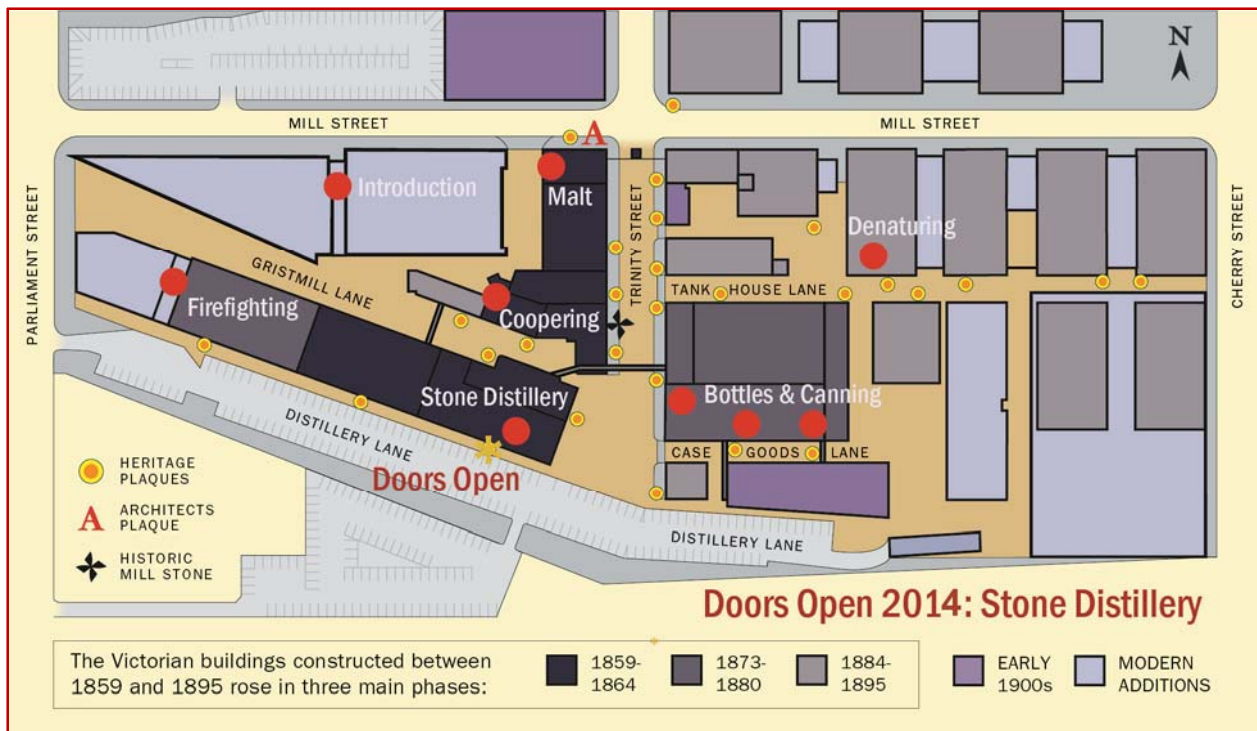 N
MILL STREET
MILL STREET
A
Introduction
Malt
PARLIAMENT STREET
TRINITY STREET
CHERRY STREET
Denaturing
GRISTMILL LANE
TANK HOUSE LANE
Firefighting
Coopering
Stone Distillery
Bottles & Canning
DISTILLERY LANE
CASE GOODS LANE
Doors Open
HERITAGE
PLAQUES
A ARCHITECTS
PLAQUE
HISTORIC
MILL STONE
DISTILLERY LANE
Doors Open 2014: Stone Distillery
The Victorian buildings constructed between
1859 and 1895 rose in three main phases:
1859-
1864
1873-
1880
1884-
1895
EARLY
1900s
MODERN
ADDITIONS